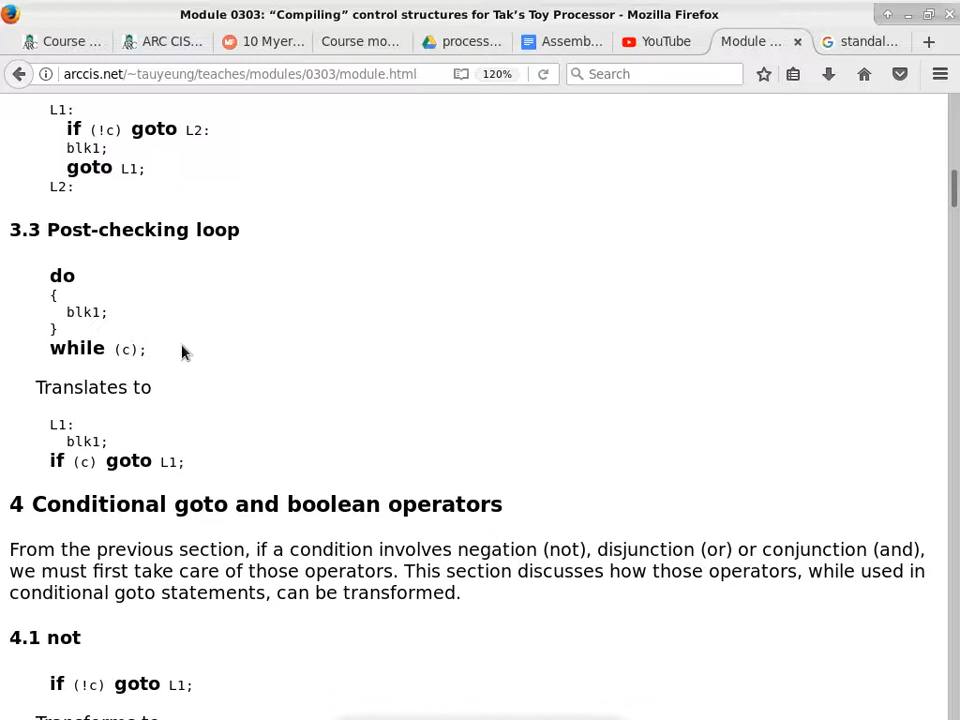 Module 0303: “Compiling” control structures for Tak’s Toy Processor - Mozilla Firefox
Course ... ARC CIS... 10 Myer... Course mo... process... Assemb... YouTube Module ... × standal... +
arccis.net/~tauyeung/teaches/modules/0303/module.html 120% Search
L1:
if (!c) goto L2:
blk1;
goto L1;
L2:
3.3 Post-checking loop
do
{
blk1;
}
while (c);
Translates to
L1:
blk1;
if (c) goto L1;
4 Conditional goto and boolean operators
From the previous section, if a condition involves negation (not), disjunction (or) or conjunction (and),
we must first take care of those operators. This section discusses how those operators, while used in
conditional goto statements, can be transformed.
4.1 not
if (!c) goto L1;
Transforms to